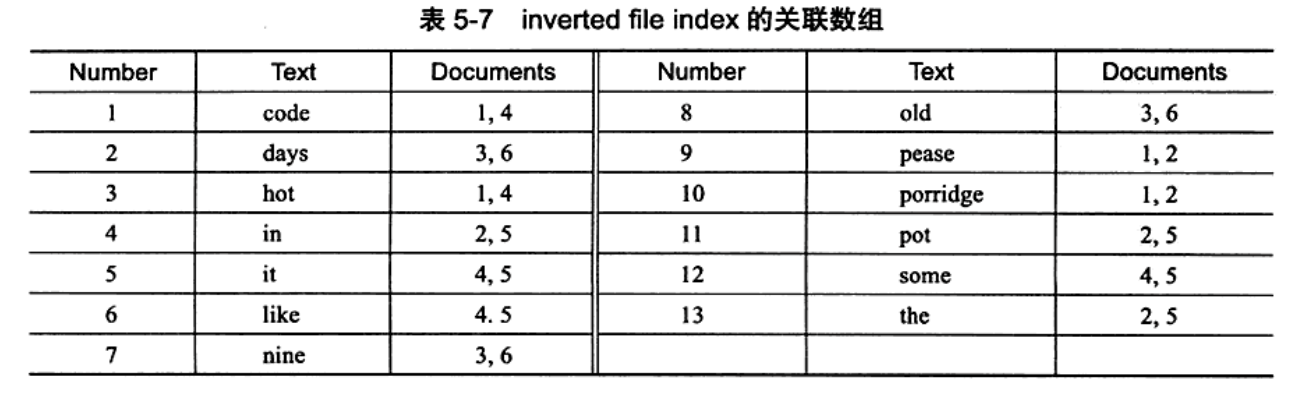 表 5-7 inverted file index 的关联数组
Number Text Documents Number Text Documents
1 code 1, 4 8 old 3, 6
2 days 3, 6 9 pease 1, 2
3 hot 1, 4 10 porridge 1, 2
4 in 2, 5 11 pot 2, 5
5 it 4, 5 12 some 4, 5
6 like 4. 5 13 the 2, 5
7 nine 3, 6